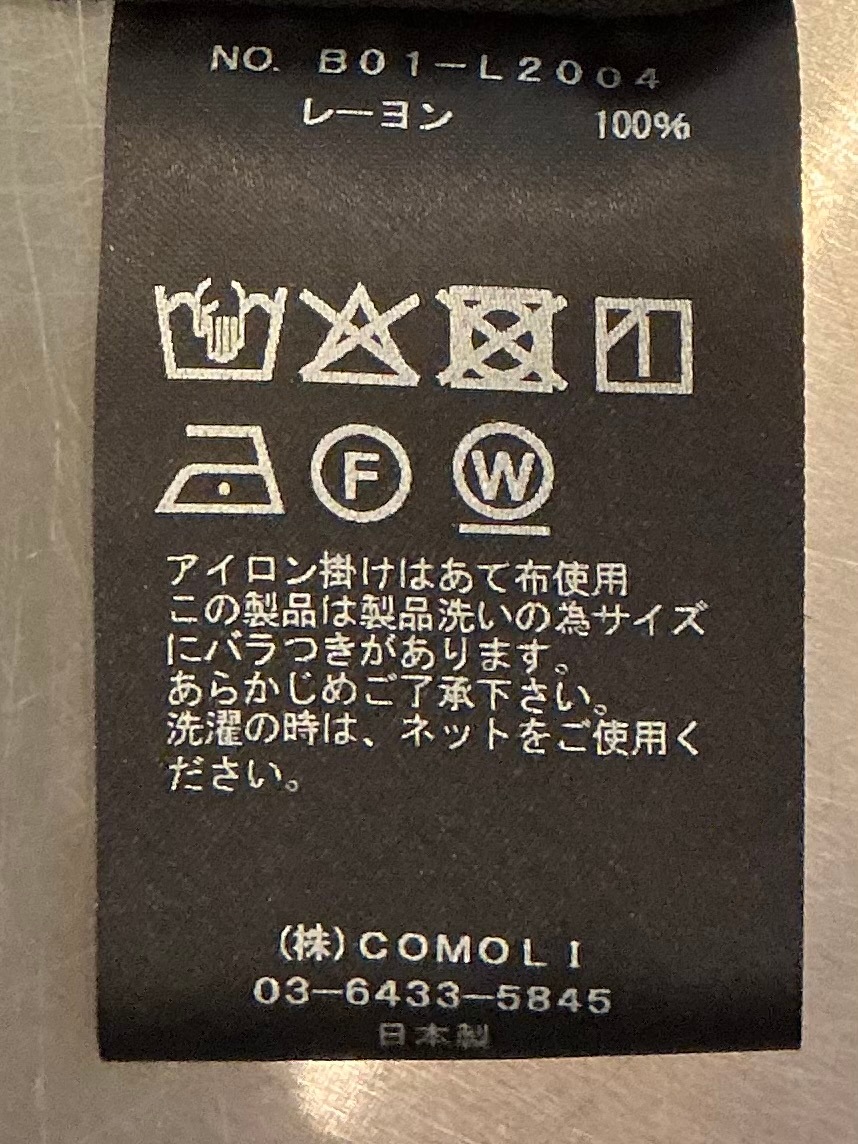 NO. B01-L2004
レーヨン 100%
F W
アイロン掛けはあて布使用
この製品は製品洗いの為サイズ
にバラつきがあります。
あらかじめご了承下さい。
洗濯の時は、ネットをご使用く
ださい。
(株)COMOLI
03-6433-5845
日本製